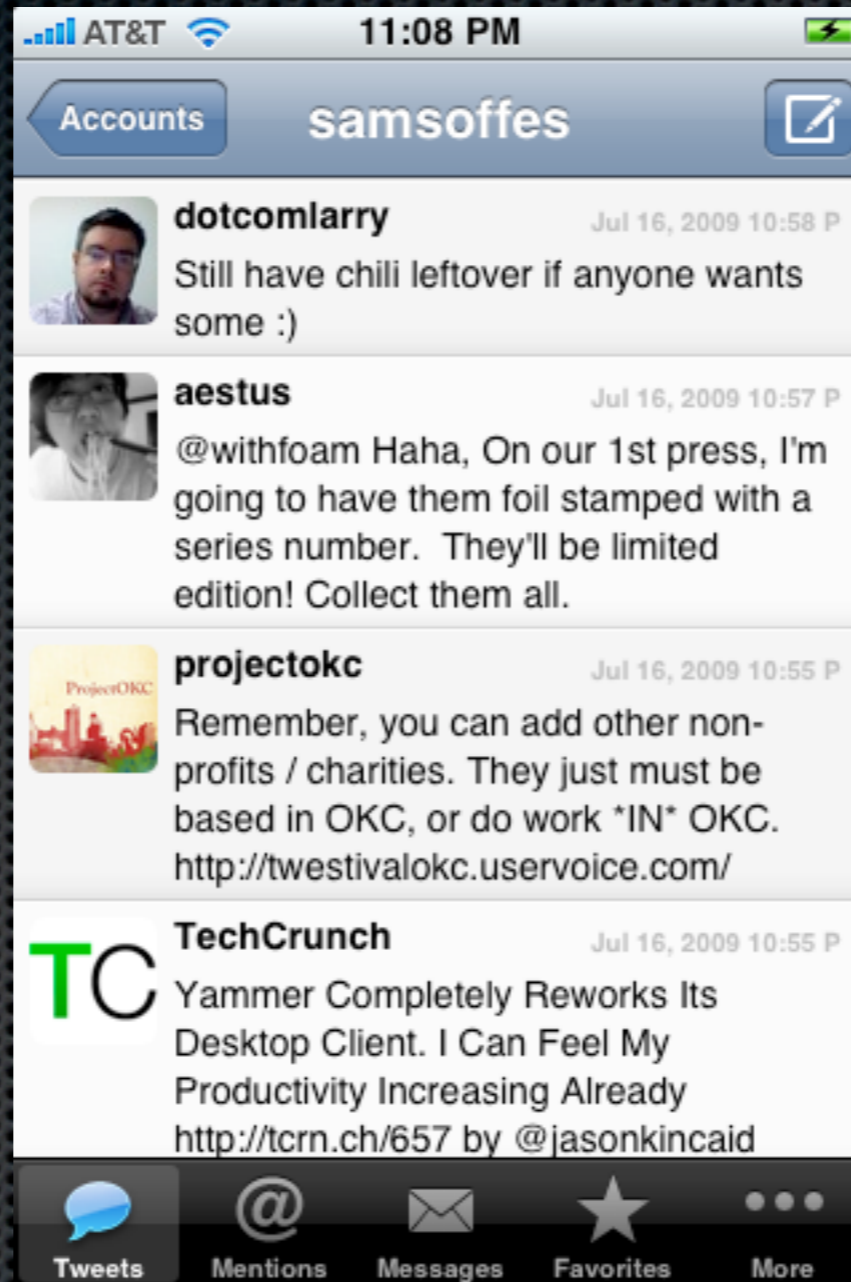 AT&T 11:08 PM
Accounts samsoffes
dotcomlarry Jul 16, 2009 10:58 P
Still have chili leftover if anyone wants
some :)
aestus Jul 16, 2009 10:57 P
@withfoam Haha, On our 1st press, I'm
going to have them foil stamped with a
series number.  They'll be limited
edition! Collect them all.
ProjectOKC
projectokc Jul 16, 2009 10:55 P
Remember, you can add other non-
profits / charities. They just must be
based in OKC, or do work *IN* OKC.
http://twestivalokc.uservoice.com/
TC
TechCrunch Jul 16, 2009 10:55 P
Yammer Completely Reworks Its
Desktop Client. I Can Feel My
Productivity Increasing Already
http://tcrn.ch/657 by @jasonkincaid
@
Tweets Mentions Messages Favorites More